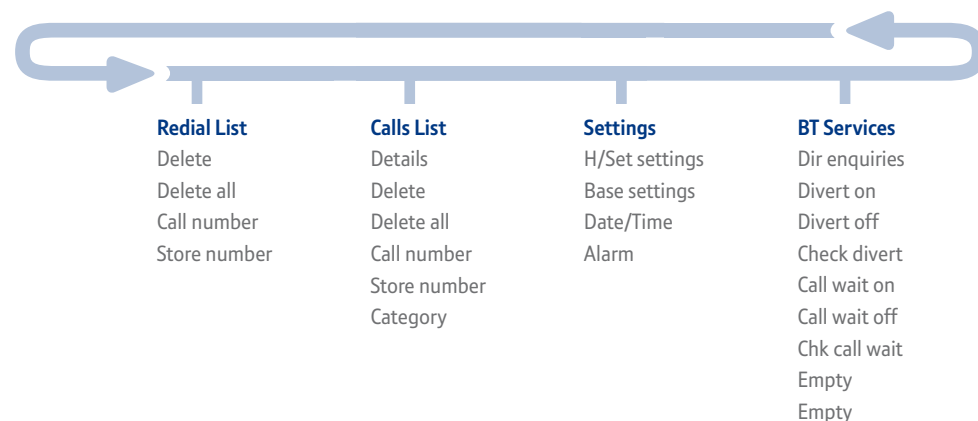 Redial List
Delete
Delete all
Call number
Store number
Calls List
Details
Delete
Delete all
Call number
Store number
Category
Settings
H/Set settings
Base settings
Date/Time
Alarm
BT Services
Dir enquiries
Divert on
Divert off
Check divert
Call wait on
Call wait off
Chk call wait
Empty
Empty